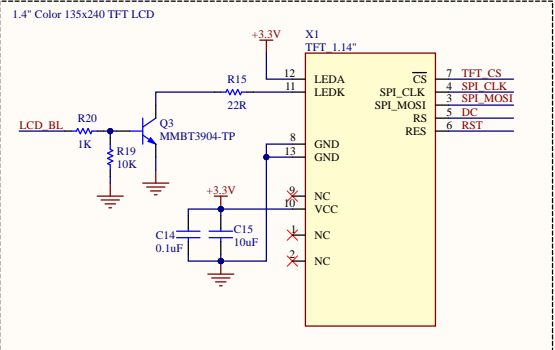 1.4" Color 135x240 TFT LCD
+3.3V
X1
TFT_1.14"
R15
22R
12 LEDA
11 LEDK
CS 7 TFT_CS
SPI_CLK 4 SPI_CLK
SPI_MOSI 3 SPI_MOSI
RS 5 DC
RES 6 RST
LCD_BL
R20
1K
R19
10K
Q3
MMBT3904-TP
8 GND
13 GND
+3.3V
9 NC
10 VCC
1 NC
2 NC
C14
0.1uF
C15
10uF